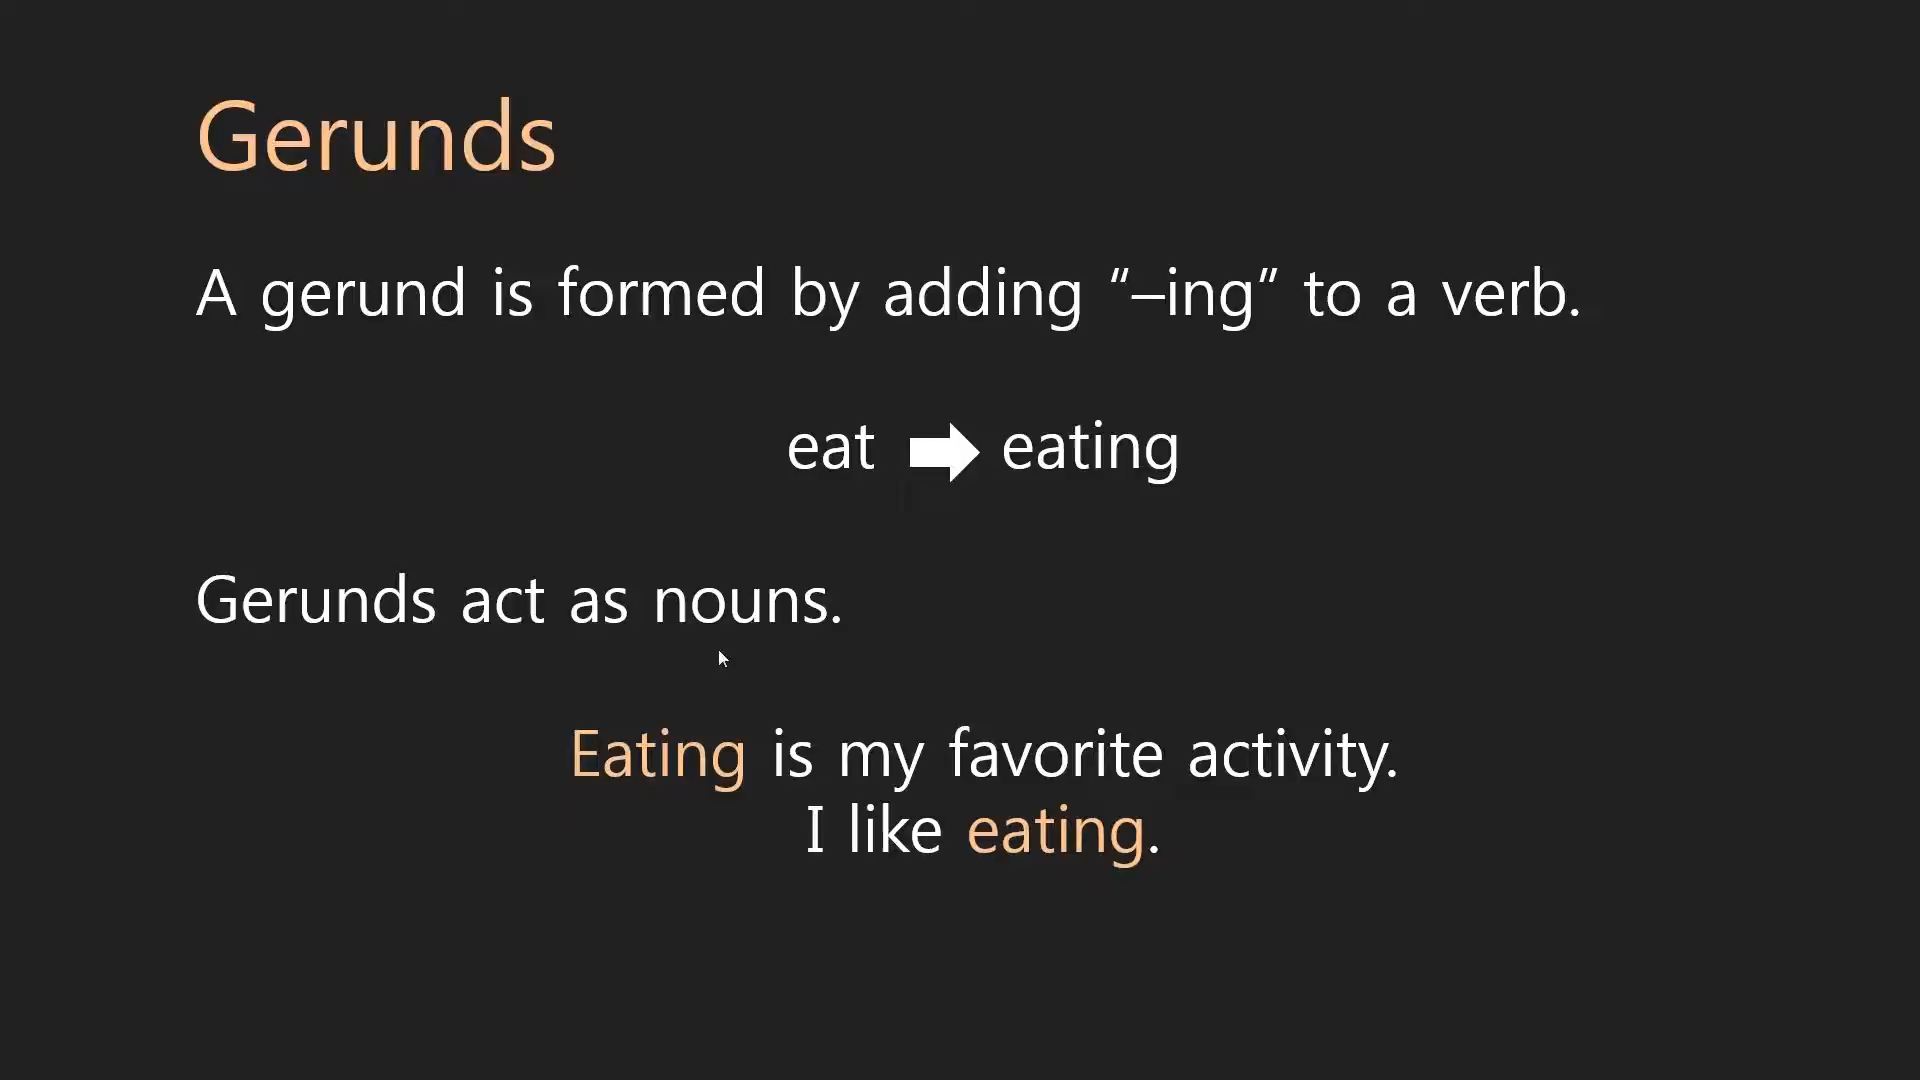 Gerunds
A gerund is formed by adding “–ing” to a verb.
eat eating
Gerunds act as nouns.
Eating is my favorite activity.
I like eating.